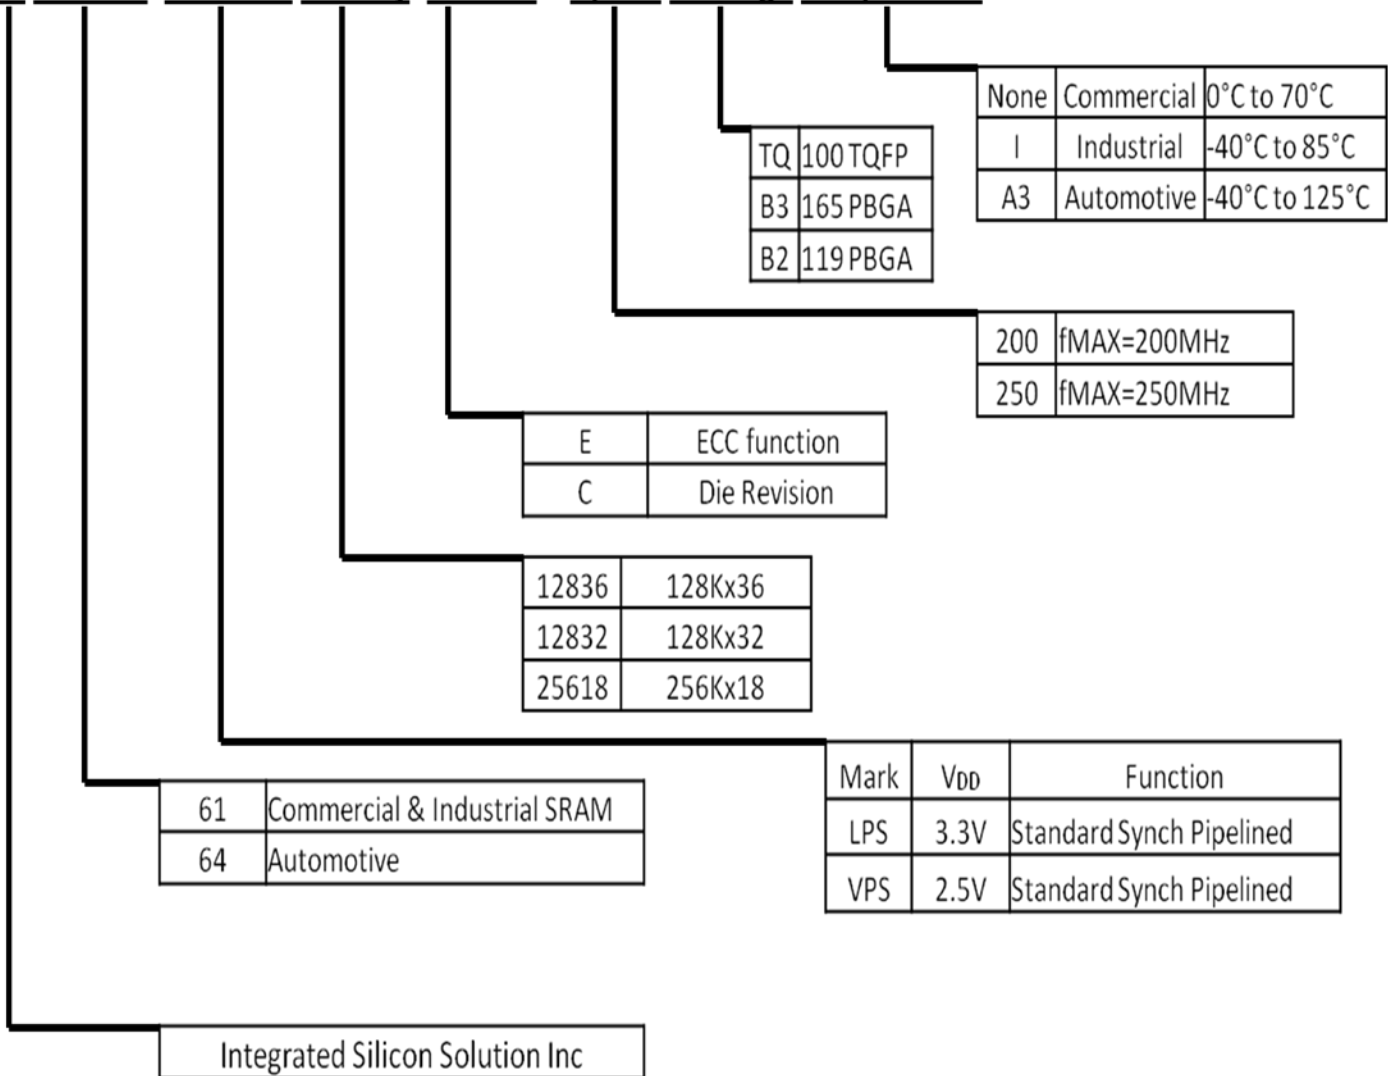 None Commercial 0°C to 70°C
I Industrial -40°C to 85°C
A3 Automotive -40°C to 125°C
TQ 100 TQFP
B3 165 PBGA
B2 119 PBGA
200 fMAX=200MHz
250 fMAX=250MHz
E ECC function
C Die Revision
12836 128Kx36
12832 128Kx32
25618 256Kx18
Mark VDD Function
LPS 3.3V Standard Synch Pipelined
VPS 2.5V Standard Synch Pipelined
61 Commercial & Industrial SRAM
64 Automotive
Integrated Silicon Solution Inc